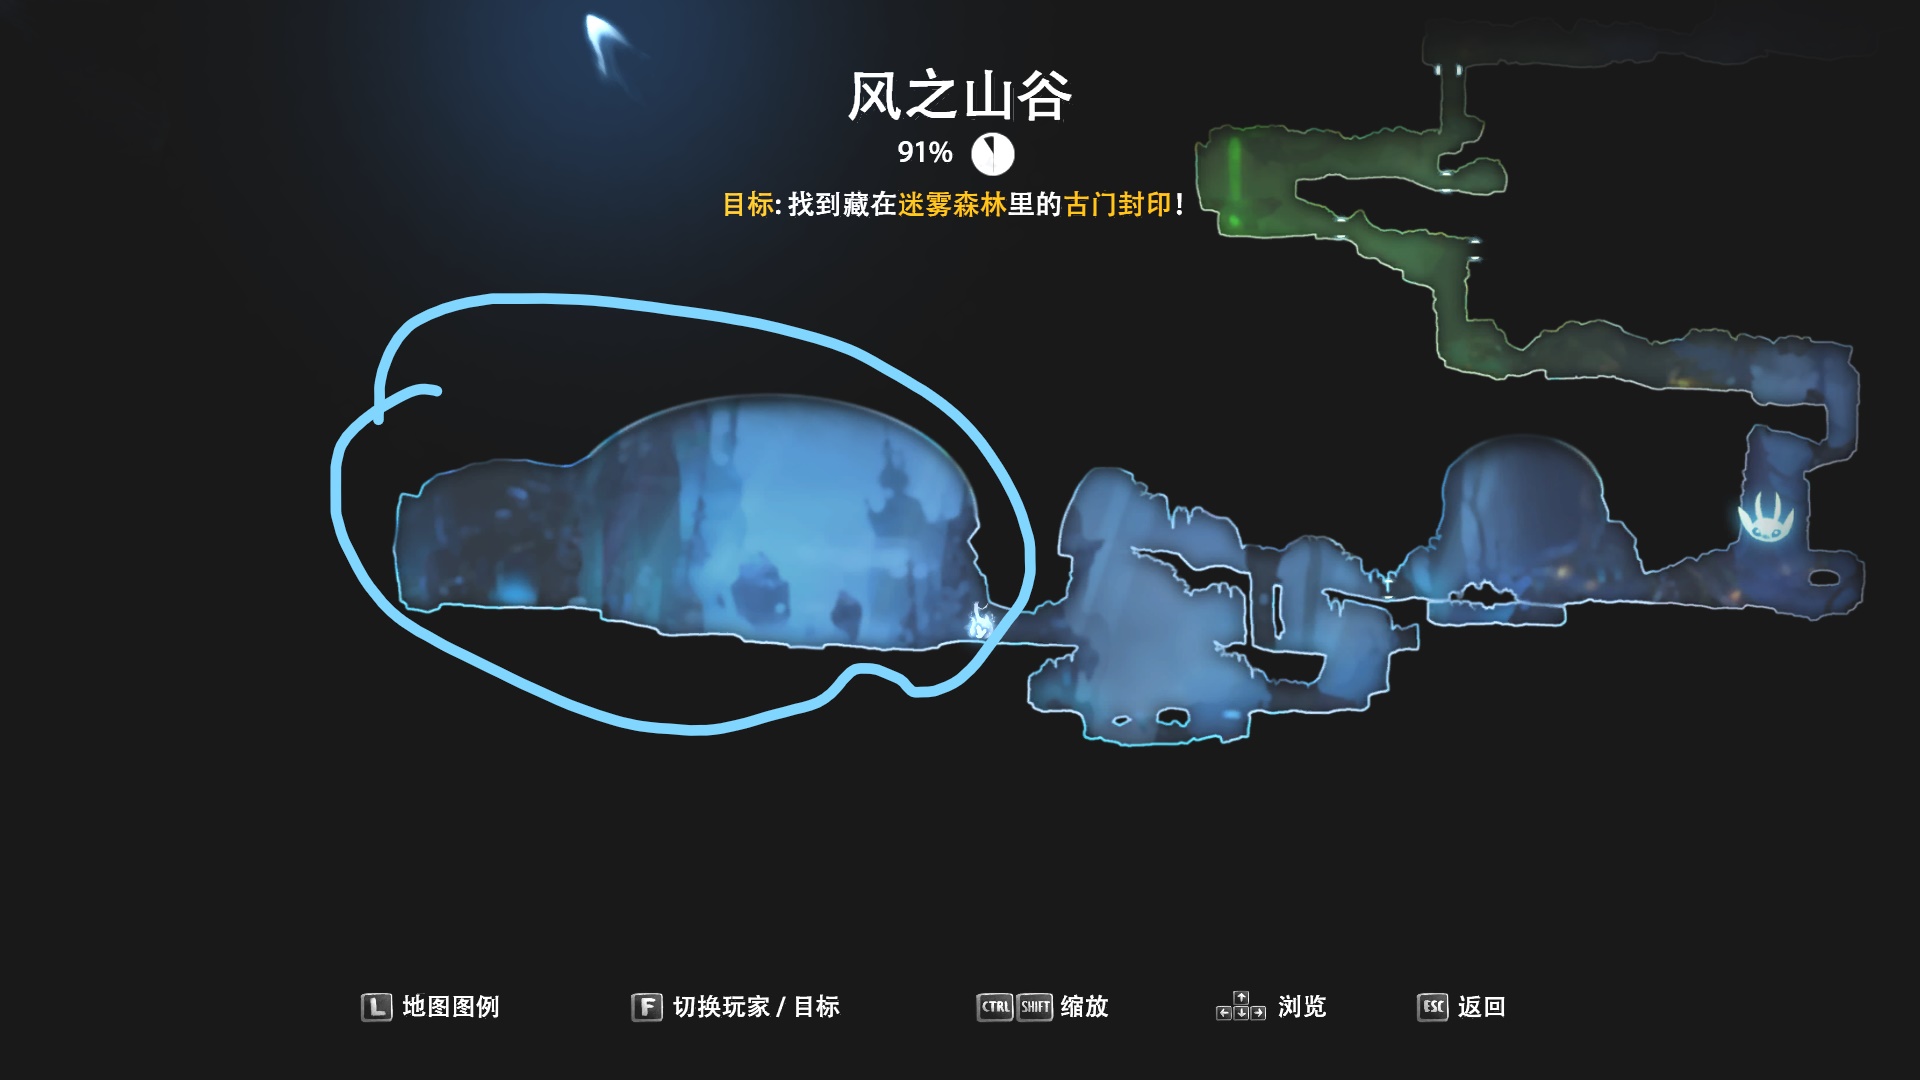 风之山谷
91%
目标: 找到藏在迷雾森林里的古门封印!
L 地图图例
F 切换玩家 / 目标
CTRL SHIFT 缩放
浏览
ESC 返回